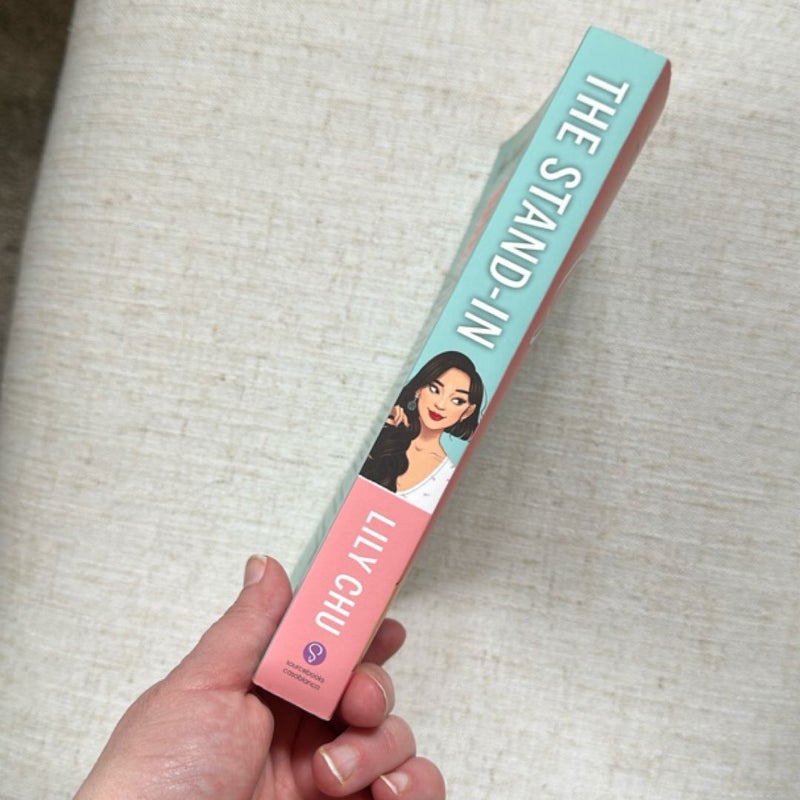 THE STAND-IN
LILY CHU
sourcebooks
casablanca